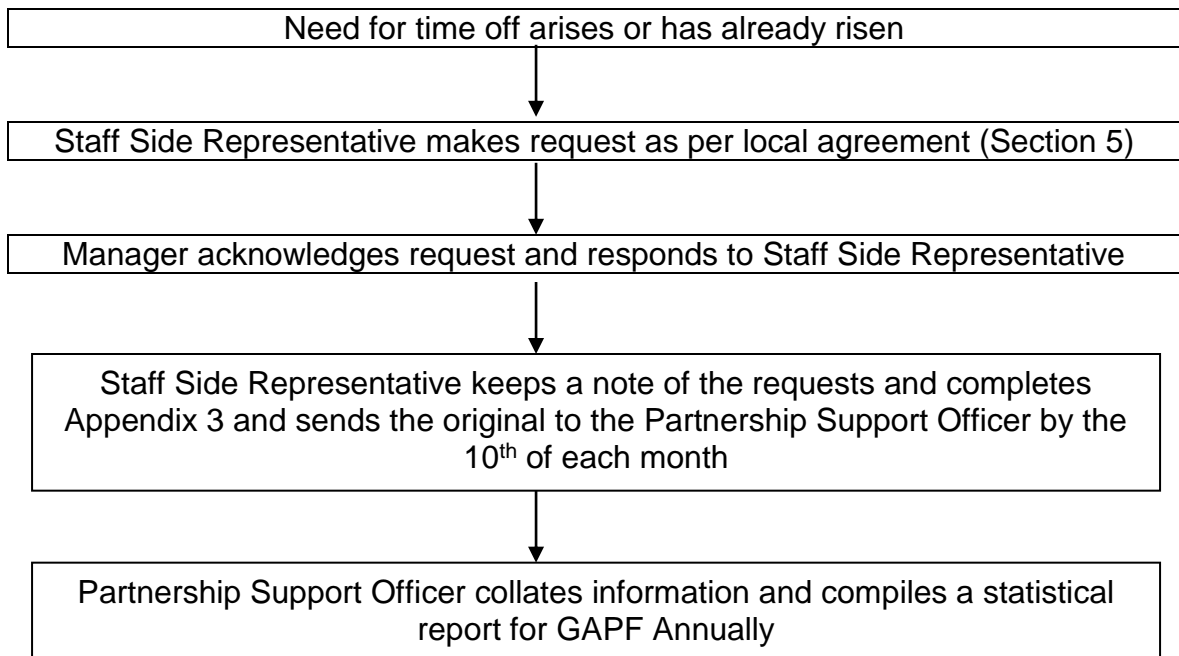 Need for time off arises or has already risen
Staff Side Representative makes request as per local agreement (Section 5)
Manager acknowledges request and responds to Staff Side Representative
Staff Side Representative keeps a note of the requests and completes
Appendix 3 and sends the original to the Partnership Support Officer by the
10th of each month
Partnership Support Officer collates information and compiles a statistical
report for GAPF Annually